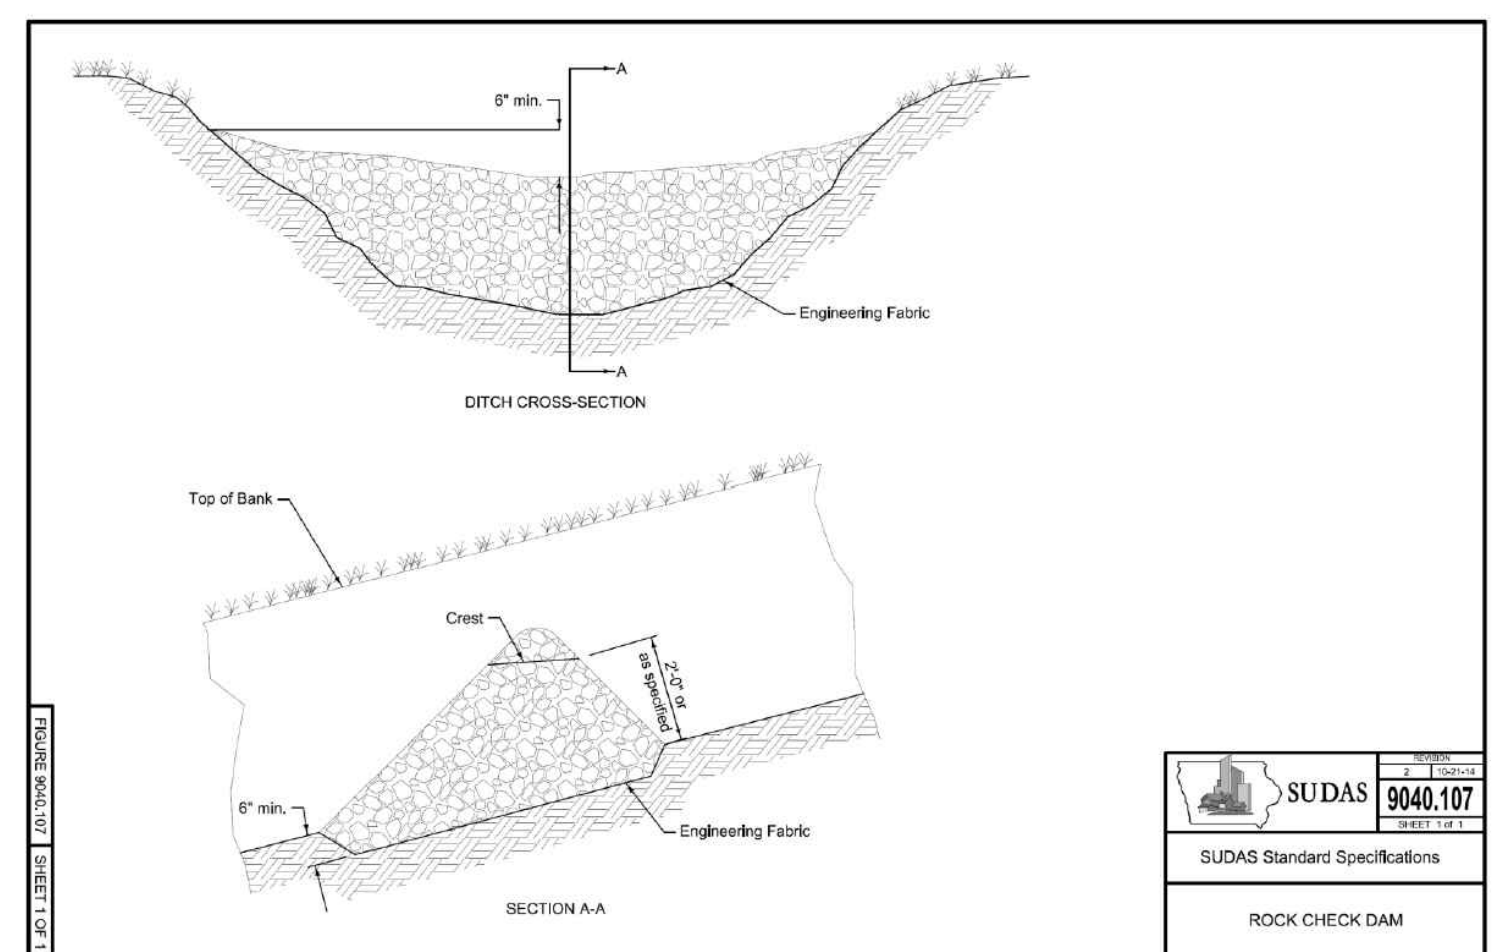 A
6" min.
Engineering Fabric
A
DITCH CROSS-SECTION
Top of Bank
Crest
2'-0" or
as specified
6" min.
Engineering Fabric
SECTION A-A
FIGURE 9040.107
SHEET 1 OF 1
SUDAS
REVISION
2 10-21-14
9040.107
SHEET 1 of 1
SUDAS Standard Specifications
ROCK CHECK DAM